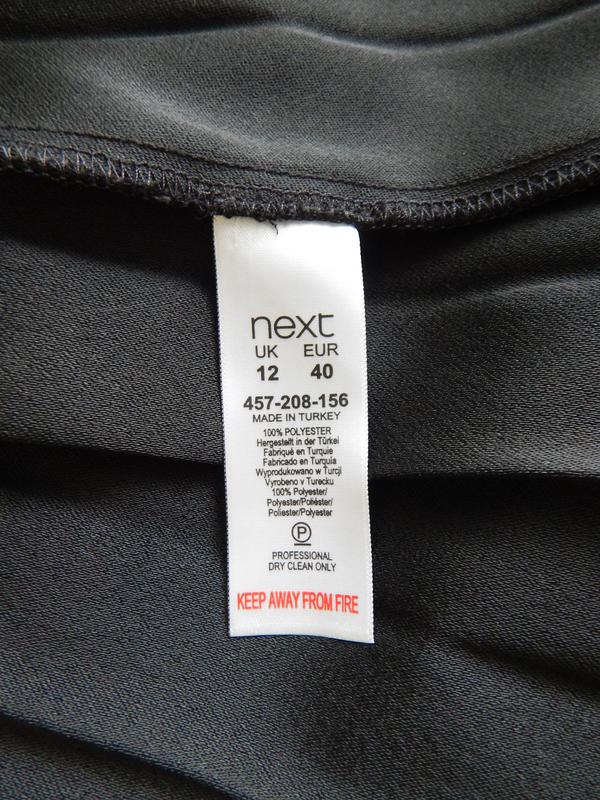 next
UK EUR
12 40
457-208-156
MADE IN TURKEY
100% POLYESTER
Hergestellt in der Türkei
Fabriqué en Turquie
Fabricado en Turquía
Wyprodukowano w Turcji
Vyrobeno v Turecku
100% Polyester/
Polyester/Poliéster/
Poliester/Polyester
P
PROFESSIONAL
DRY CLEAN ONLY
KEEP AWAY FROM FIRE